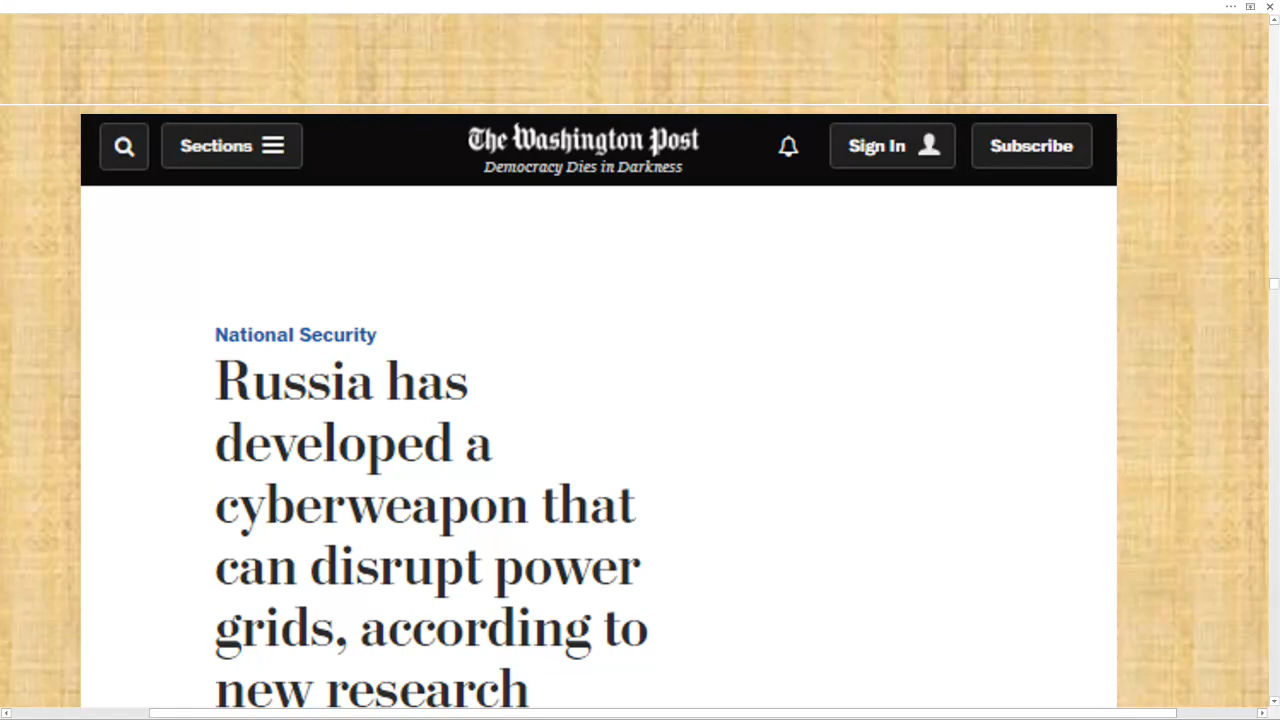 Sections
The Washington Post
Democracy Dies in Darkness
Sign In
Subscribe
National Security
Russia has
developed a
cyberweapon that
can disrupt power
grids, according to
new research